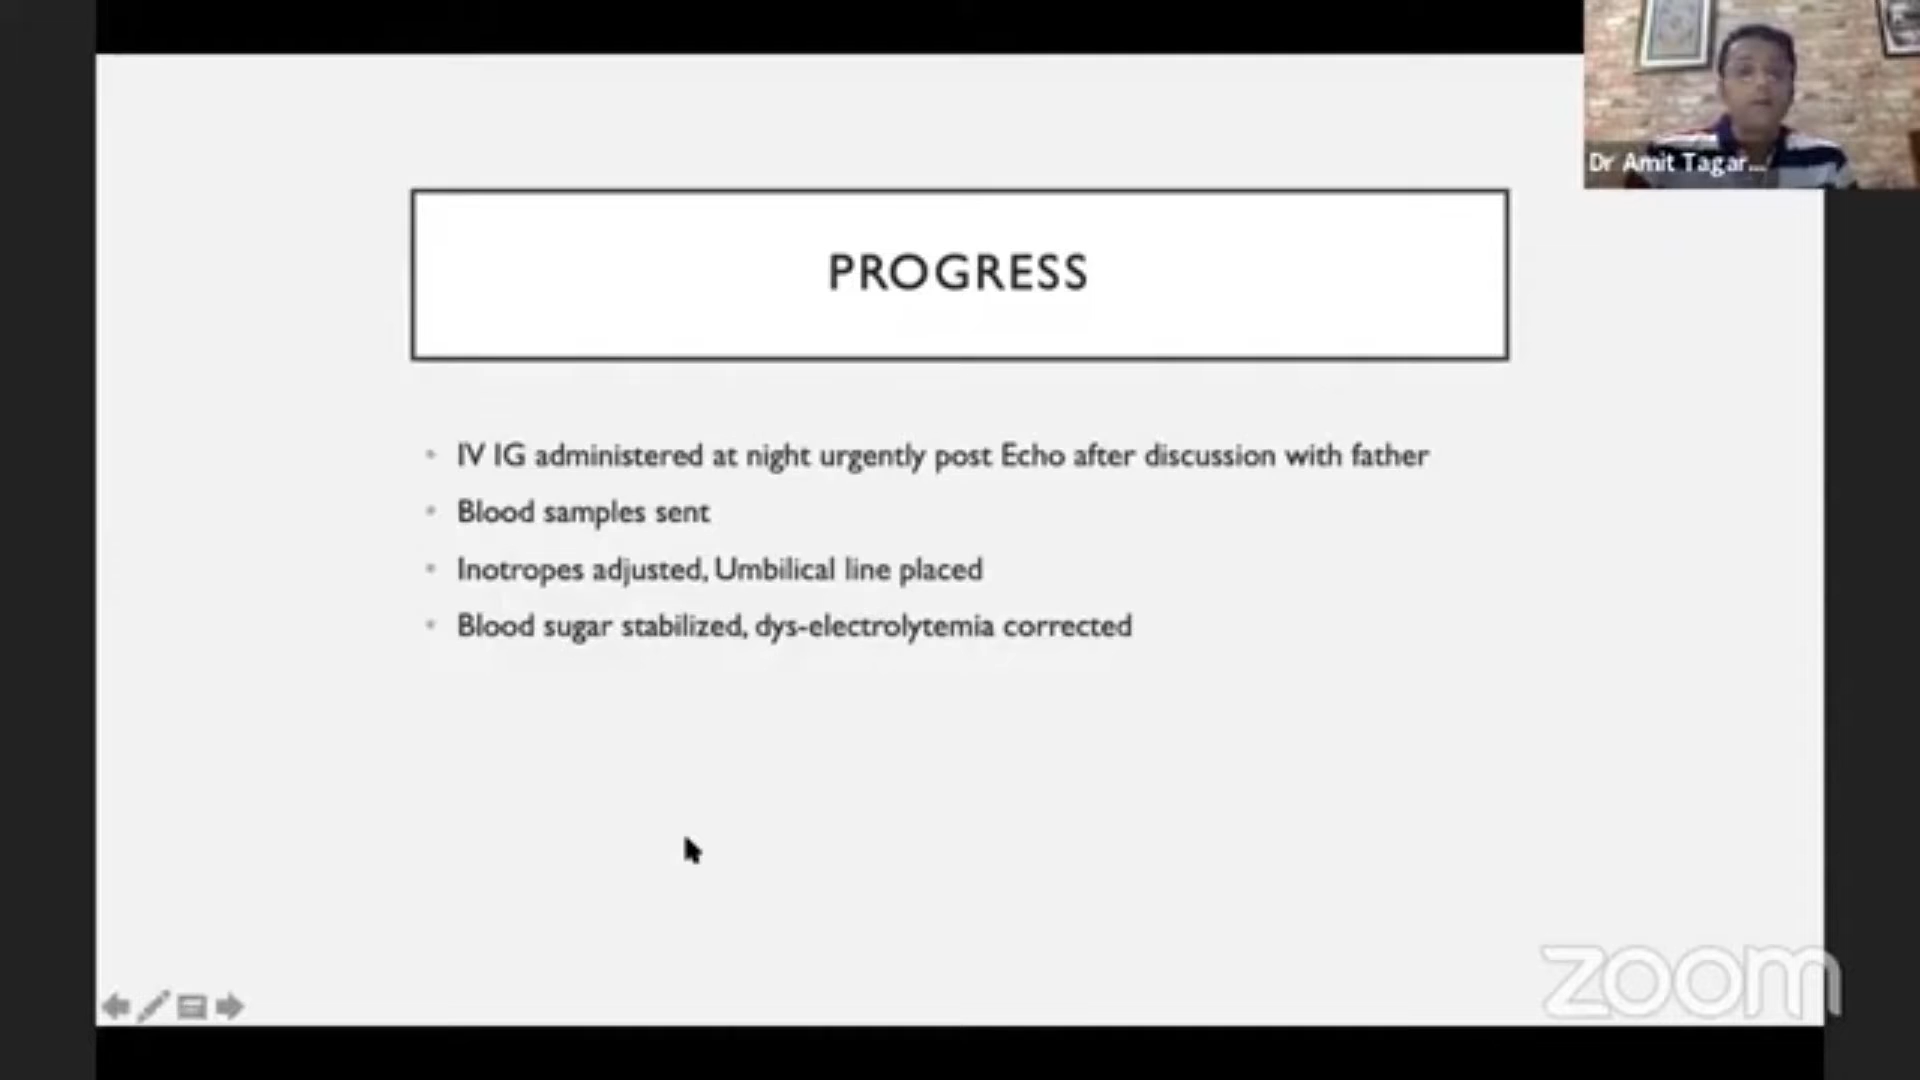 Dr Amit Tagar...
PROGRESS
• IV IG administered at night urgently post Echo after discussion with father
• Blood samples sent
• Inotropes adjusted, Umbilical line placed
• Blood sugar stabilized, dys-electrolytemia corrected
zoom